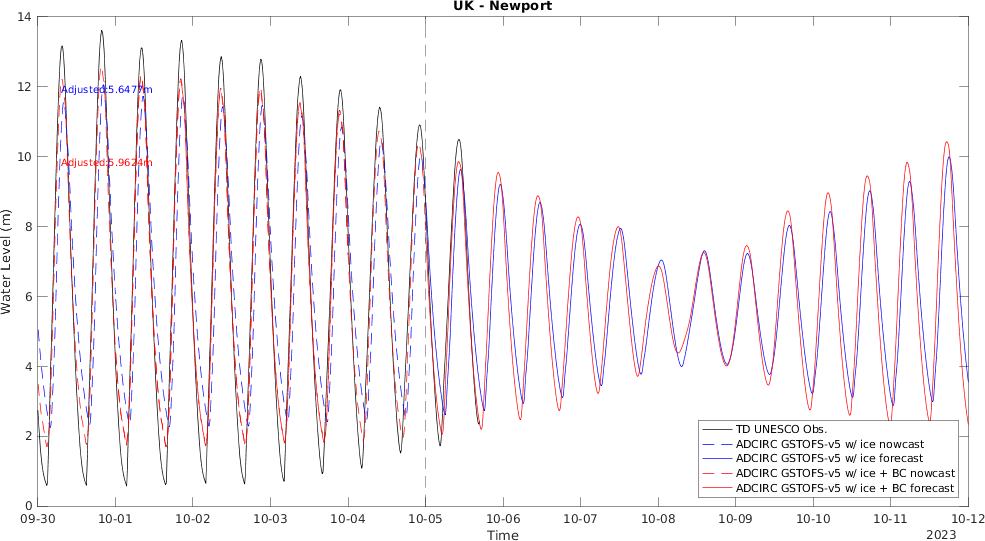 UK - Newport
14
12
10
8
6
4
2
0
Water Level (m)
Adjusted:5.6477m
Adjusted:5.9624m
09-30 10-01 10-02 10-03 10-04 10-05 10-06 10-07 10-08 10-09 10-10 10-11 10-12
Time
2023
TD UNESCO Obs.
ADCIRC GSTOFS-v5 w/ ice nowcast
ADCIRC GSTOFS-v5 w/ ice forecast
ADCIRC GSTOFS-v5 w/ ice + BC nowcast
ADCIRC GSTOFS-v5 w/ ice + BC forecast